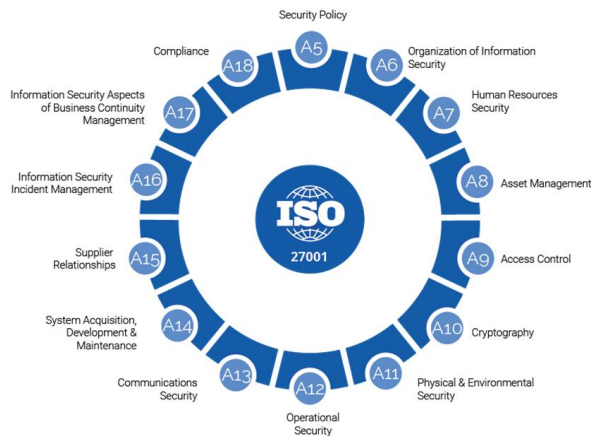 Security Policy
A5
Organization of Information
Security
A6
Human Resources
Security
A7
Asset Management
A8
Access Control
A9
Cryptography
A10
Physical & Environmental
Security
A11
Operational
Security
A12
Communications
Security
A13
System Acquisition,
Development &
Maintenance
A14
Supplier
Relationships
A15
Information Security
Incident Management
A16
Information Security Aspects
of Business Continuity
Management
A17
Compliance
A18
ISO
27001